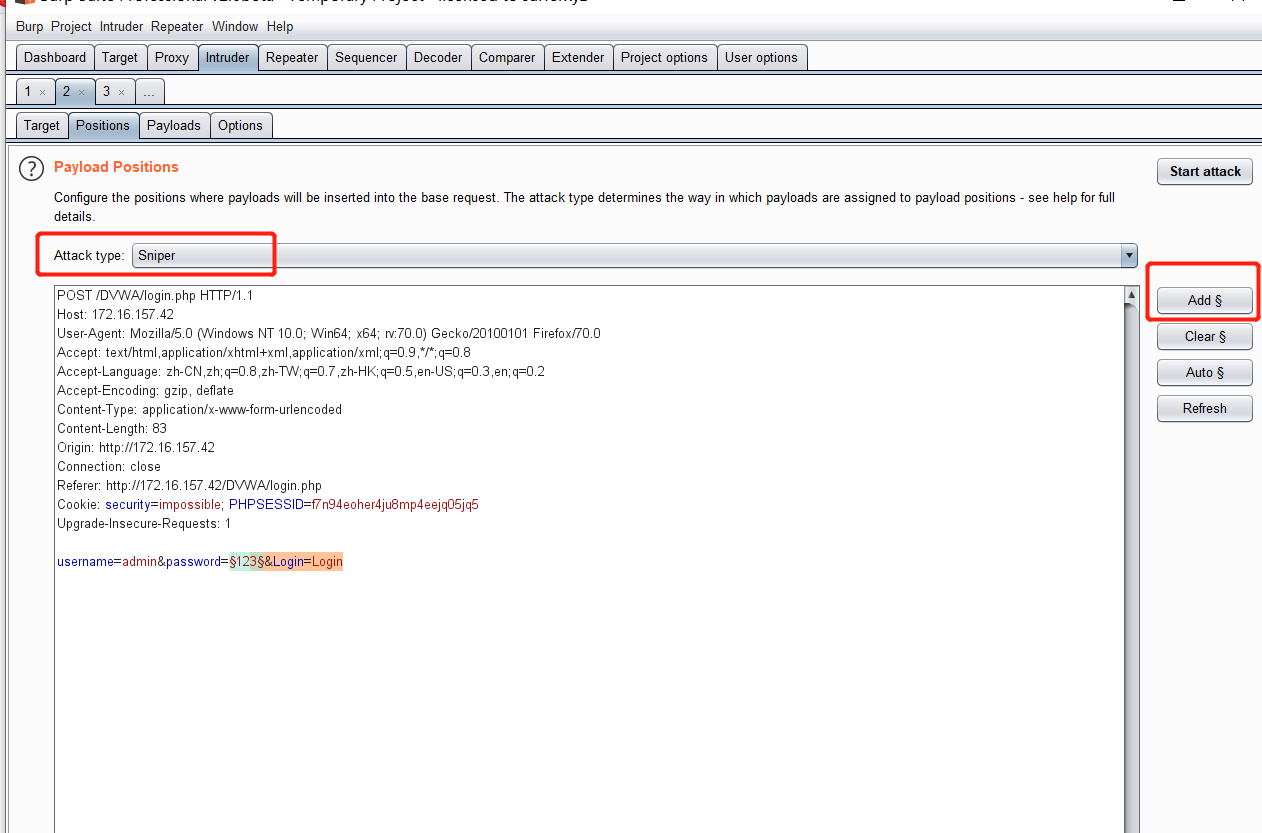 Burp Project Intruder Repeater Window Help
Dashboard Target Proxy Intruder Repeater Sequencer Decoder Comparer Extender Project options User options
1 × 2 × 3 × ...
Target Positions Payloads Options
? Payload Positions
Start attack
Configure the positions where payloads will be inserted into the base request. The attack type determines the way in which payloads are assigned to payload positions - see help for full
details.
Attack type: Sniper
Add §
Clear §
Auto §
Refresh
POST /DVWA/login.php HTTP/1.1
Host: 172.16.157.42
User-Agent: Mozilla/5.0 (Windows NT 10.0; Win64; x64; rv:70.0) Gecko/20100101 Firefox/70.0
Accept: text/html,application/xhtml+xml,application/xml;q=0.9,*/*;q=0.8
Accept-Language: zh-CN,zh;q=0.8,zh-TW;q=0.7,zh-HK;q=0.5,en-US;q=0.3,en;q=0.2
Accept-Encoding: gzip, deflate
Content-Type: application/x-www-form-urlencoded
Content-Length: 83
Origin: http://172.16.157.42
Connection: close
Referer: http://172.16.157.42/DVWA/login.php
Cookie: security=impossible; PHPSESSID=f7n94eoher4ju8mp4eejq05jq5
Upgrade-Insecure-Requests: 1
username=admin&password=§123§&Login=Login